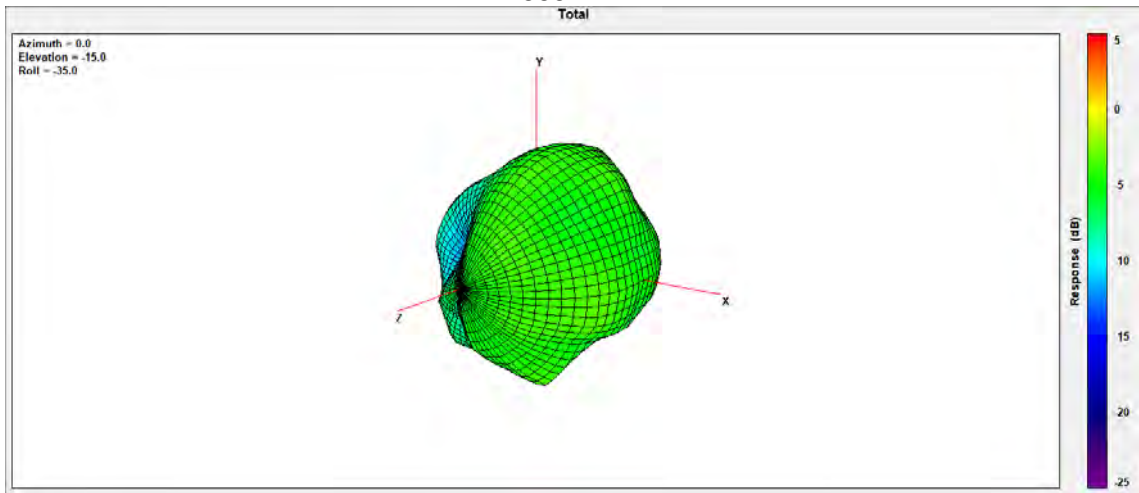 Total
Azimuth = 0.0
Elevation = -15.0
Roll = -35.0
Y
Z
X
5
0
-5
10
15
-20
-25
Response (dB)